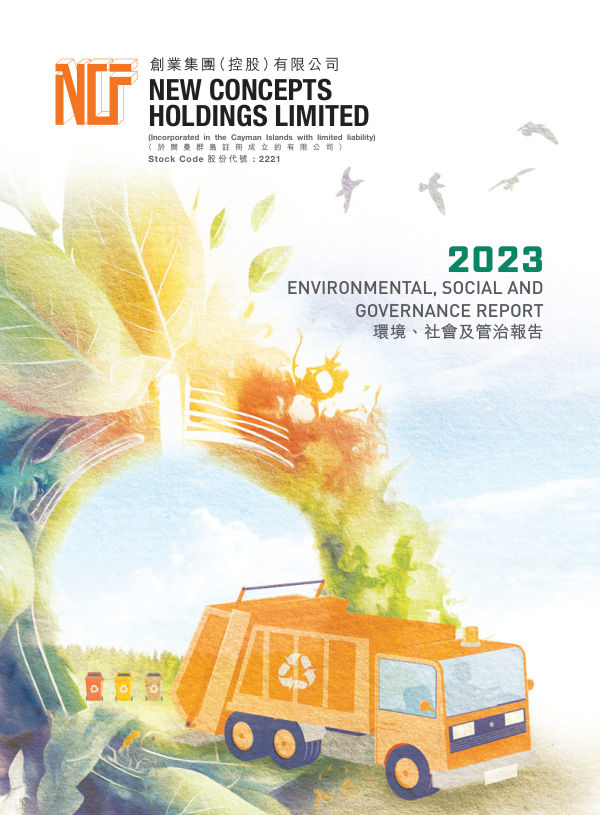 NCF
創業集團(控股)有限公司
NEW CONCEPTS
HOLDINGS LIMITED
(Incorporated in the Cayman Islands with limited liability)
(於開曼群島註冊成立的有限公司)
Stock Code 股份代號 : 2221
2023
ENVIRONMENTAL, SOCIAL AND
GOVERNANCE REPORT
環境、社會及管治報告